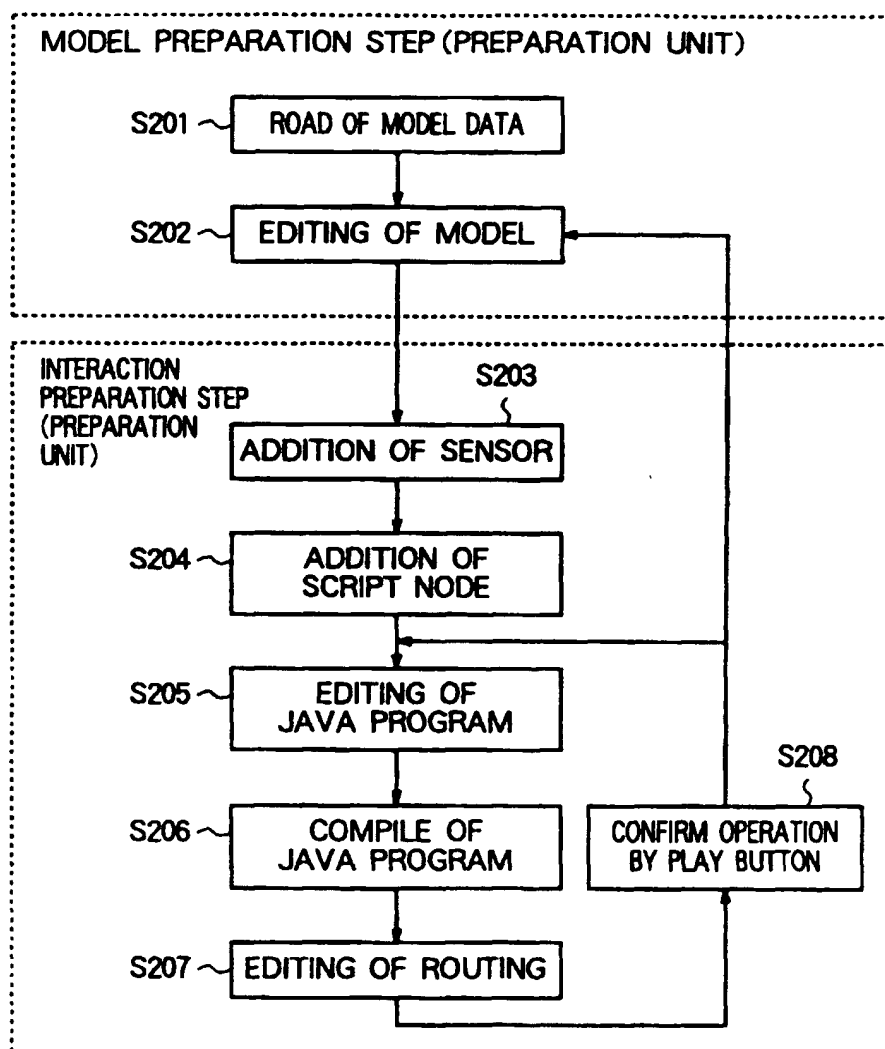 MODEL PREPARATION STEP (PREPARATION UNIT)
S201
ROAD OF MODEL DATA
S202
EDITING OF MODEL
INTERACTION
PREPARATION STEP
(PREPARATION
UNIT)
S203
ADDITION OF SENSOR
S204
ADDITION OF
SCRIPT NODE
S205
EDITING OF
JAVA PROGRAM
S206
COMPILE OF
JAVA PROGRAM
S208
CONFIRM OPERATION
BY PLAY BUTTON
S207
EDITING OF ROUTING